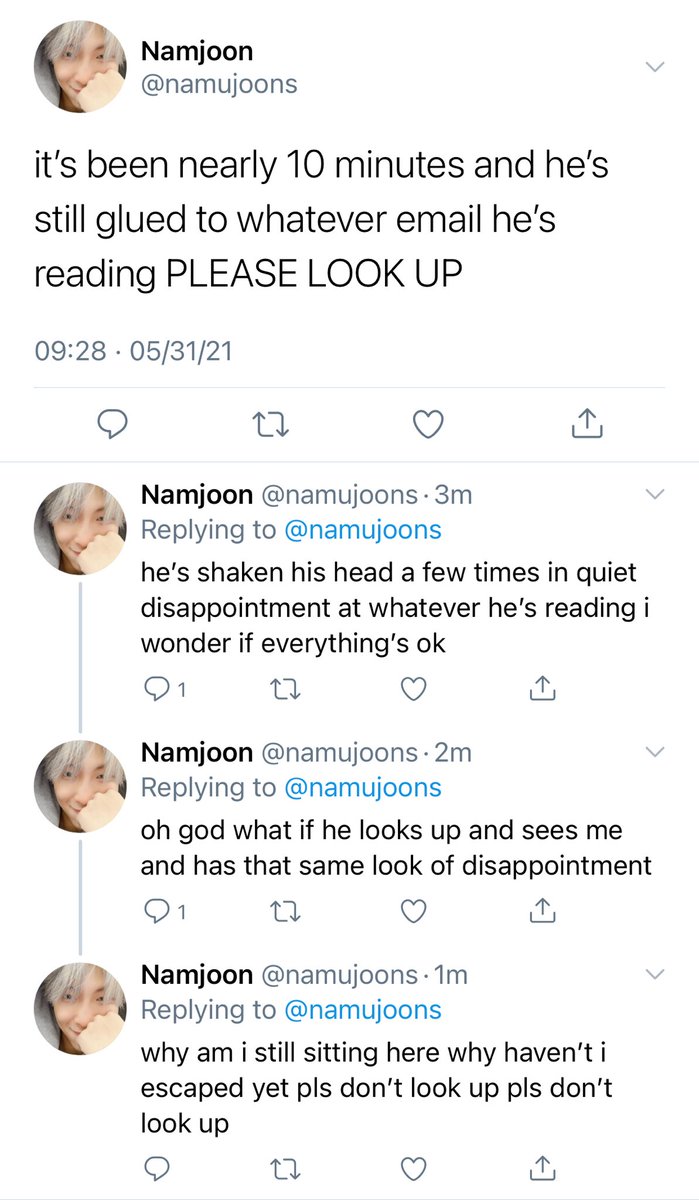 Namjoon
@namujoons
it’s been nearly 10 minutes and he’s
still glued to whatever email he’s
reading PLEASE LOOK UP
09:28 · 05/31/21
Namjoon @namujoons · 3m
Replying to @namujoons
he’s shaken his head a few times in quiet
disappointment at whatever he’s reading i
wonder if everything’s ok
1
Namjoon @namujoons · 2m
Replying to @namujoons
oh god what if he looks up and sees me
and has that same look of disappointment
1
Namjoon @namujoons · 1m
Replying to @namujoons
why am i still sitting here why haven’t i
escaped yet pls don’t look up pls don’t
look up